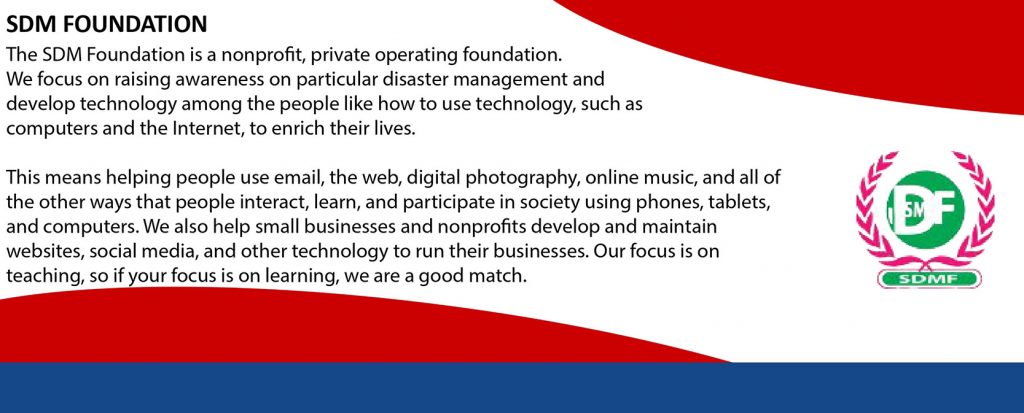 SDM FOUNDATION
The SDM Foundation is a nonprofit, private operating foundation.
We focus on raising awareness on particular disaster management and
develop technology among the people like how to use technology, such as
computers and the Internet, to enrich their lives.
This means helping people use email, the web, digital photography, online music, and all of
the other ways that people interact, learn, and participate in society using phones, tablets,
and computers. We also help small businesses and nonprofits develop and maintain
websites, social media, and other technology to run their businesses. Our focus is on
teaching, so if your focus is on learning, we are a good match.
DSMF
SDMF